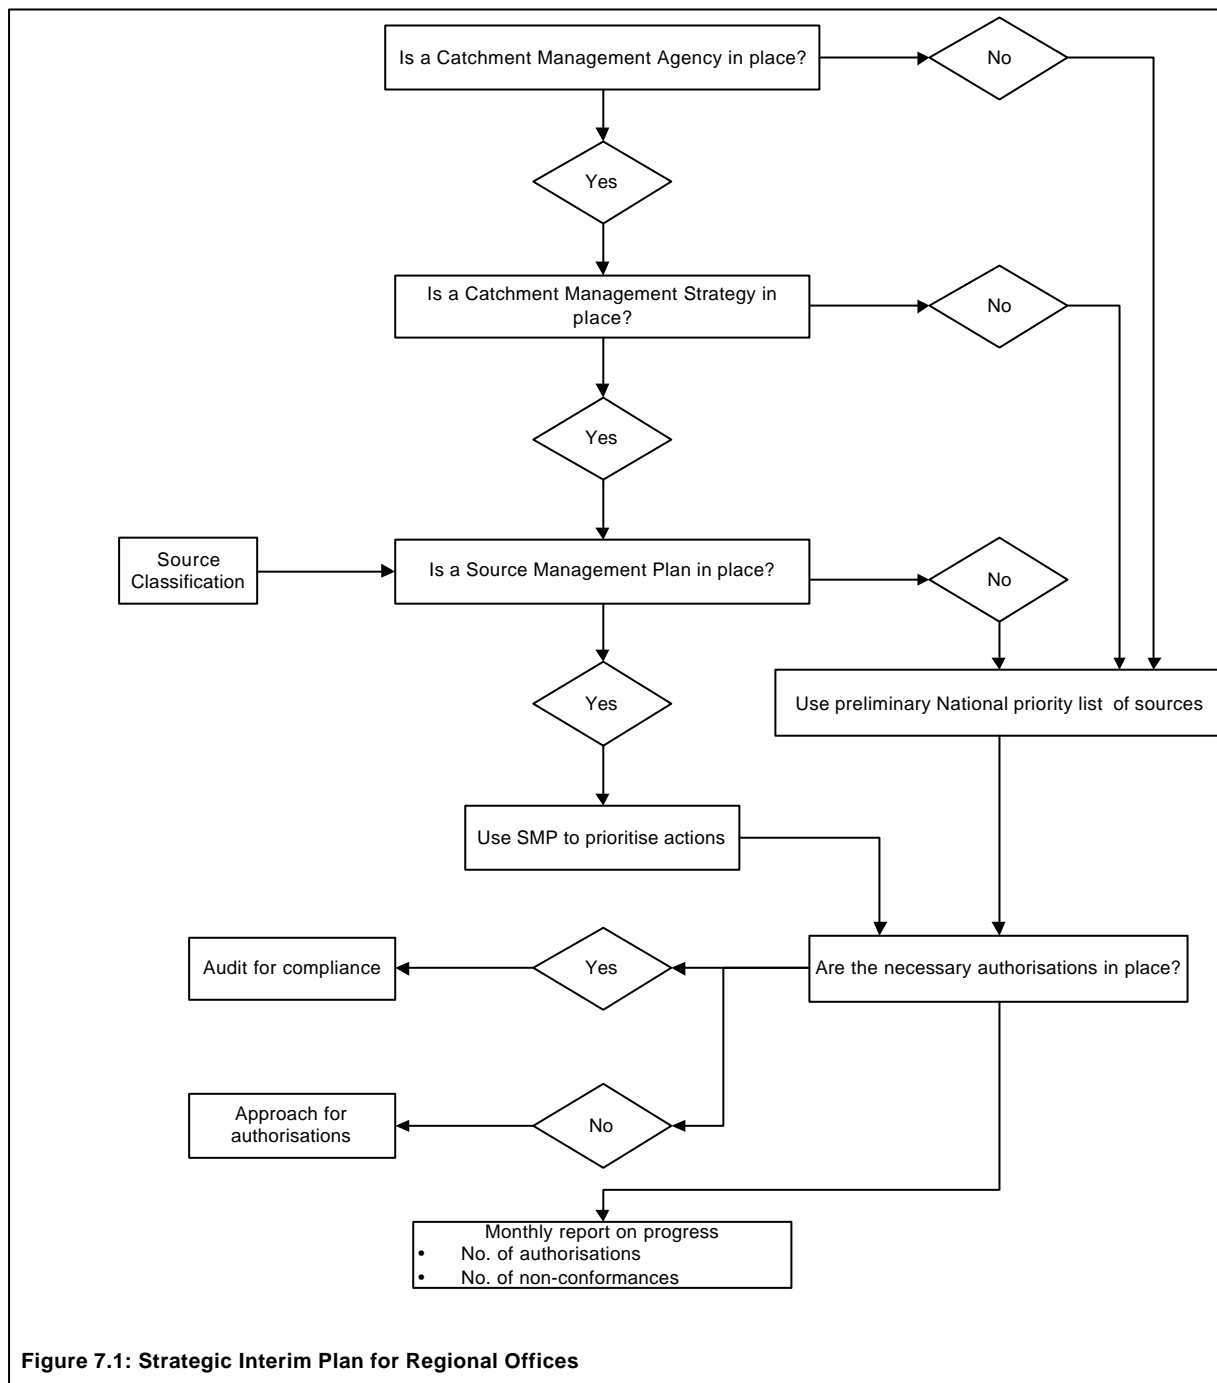 Is a Catchment Management Agency in place?
No
Yes
Is a Catchment Management Strategy in
place?
No
Yes
Source
Classification
Is a Source Management Plan in place?
No
Yes
Use preliminary National priority list of sources
Use SMP to prioritise actions
Audit for compliance
Yes
Are the necessary authorisations in place?
Approach for
authorisations
No
Monthly report on progress
• No. of authorisations
• No. of non-conformances
Figure 7.1: Strategic Interim Plan for Regional Offices